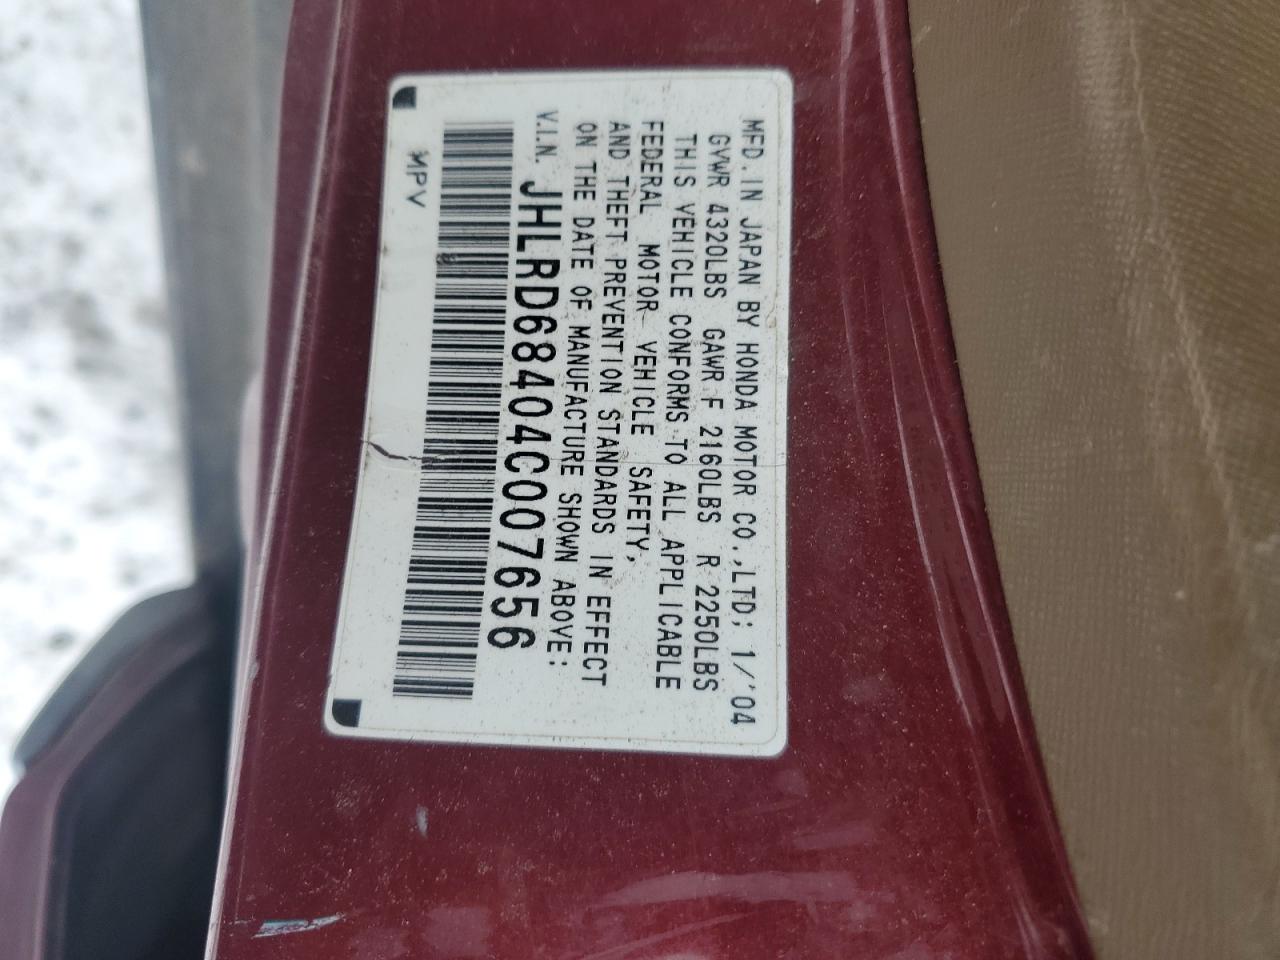 MFD. IN JAPAN BY HONDA MOTOR CO.,LTD; 1/'04
GVWR 4320LBS GAWR F 2160LBS R 2250LBS
THIS VEHICLE CONFORMS TO ALL APPLICABLE
FEDERAL MOTOR VEHICLE SAFETY,
AND THEFT PREVENTION STANDARDS IN EFFECT
ON THE DATE OF MANUFACTURE SHOWN ABOVE:
V.I.N. JHLRD68404C007656
MPV